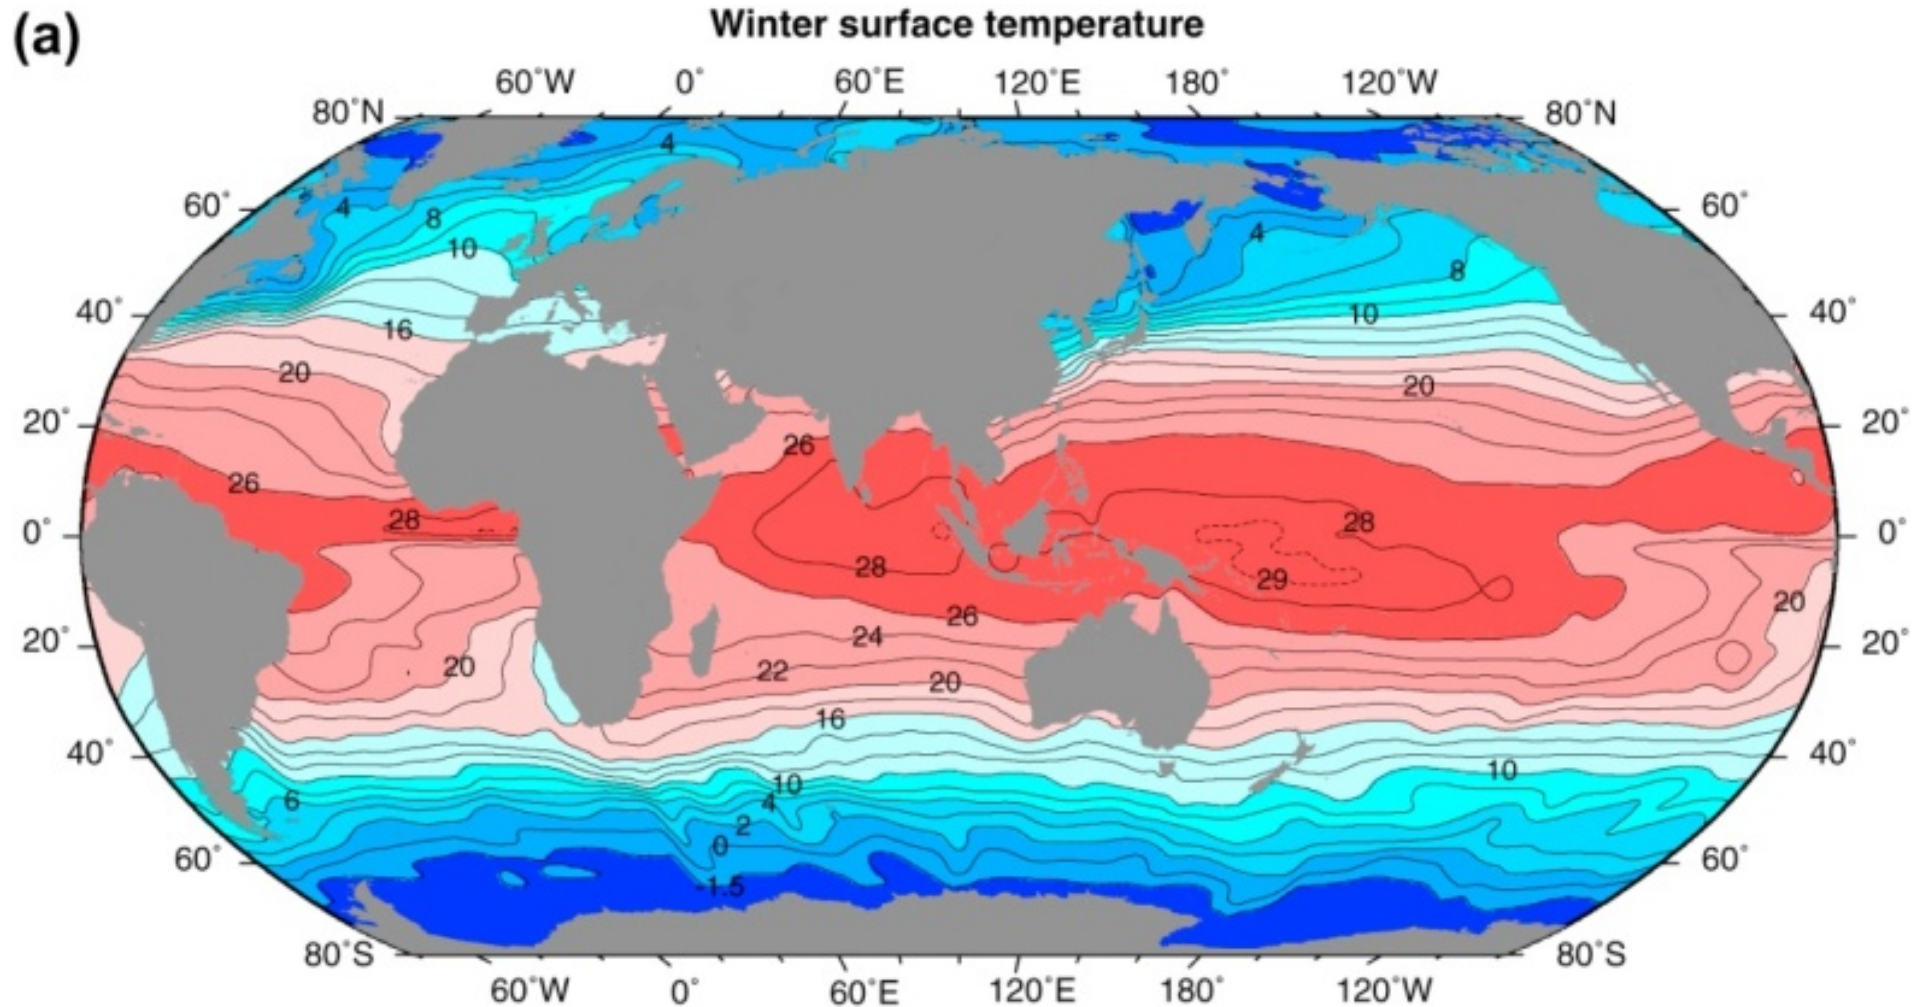 (a)
Winter surface temperature
60°W 0° 60°E 120°E 180° 120°W
80°N 80°N
4
60° 4 8 4 60°
10 8
40° 16 10 40°
20 20
20° 26 20°
26
0° 28 28 0°
28 29
26 20
20° 24 20°
20 22 20
16
40° 10 40°
6 10
4
2
60° 0 60°
-1.5
80°S 80°S
60°W 0° 60°E 120°E 180° 120°W